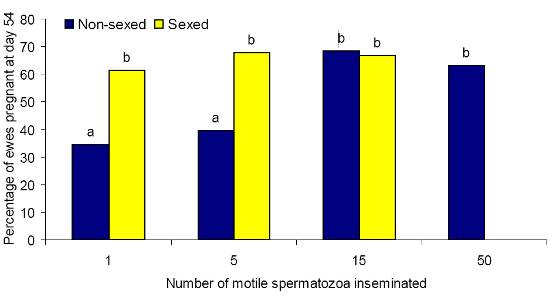 Percentage of ewes pregnant at day 54
80
70
60
50
40
30
20
10
0
Non-sexed Sexed
a b a b b b b
1 5 15 50
Number of motile spermatozoa inseminated